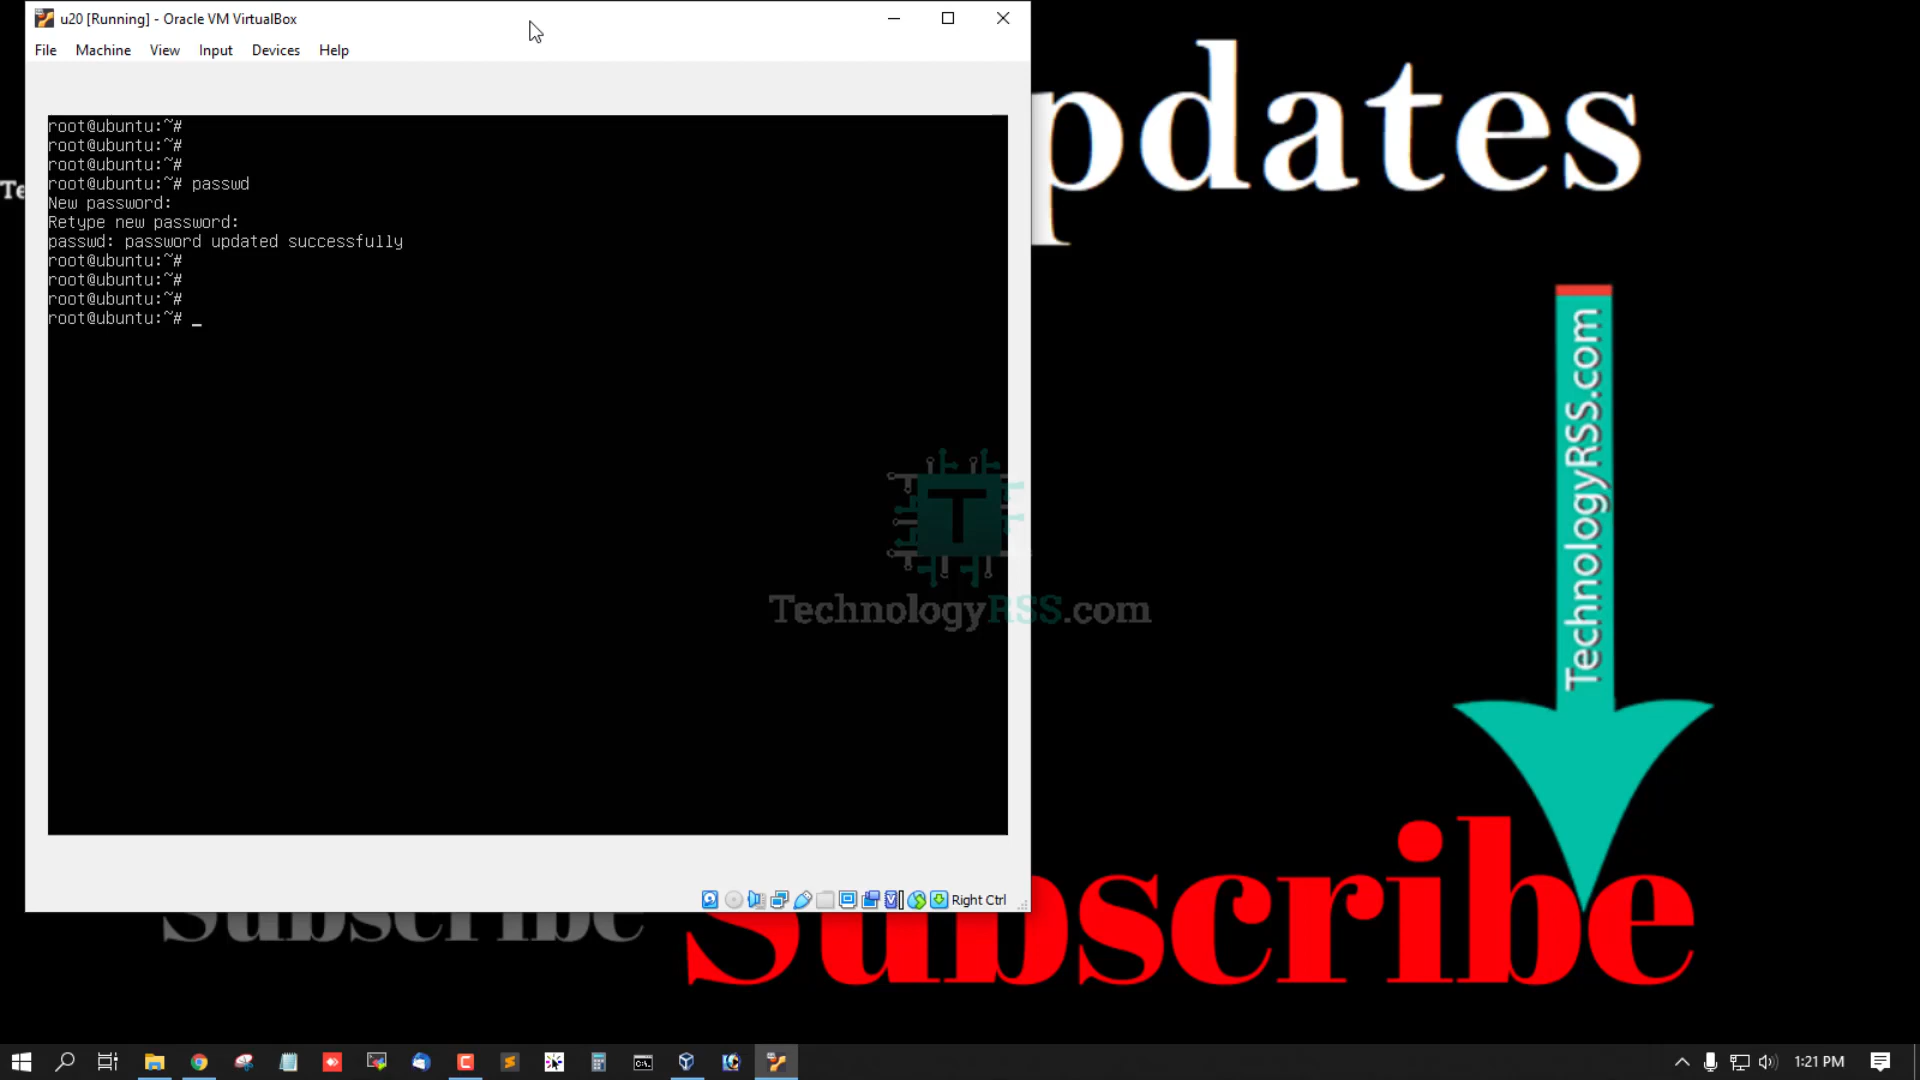 u20 [Running] - Oracle VM VirtualBox
File Machine View Input Devices Help
pdates
Te
root@ubuntu:~#
root@ubuntu:~#
root@ubuntu:~#
root@ubuntu:~# passwd
New password:
Retype new password:
passwd: password updated successfully
root@ubuntu:~#
root@ubuntu:~#
root@ubuntu:~#
root@ubuntu:~# _
TechnologyRSS.com
T
TechnologyRSS.com
Right Ctrl
Subscribe
Subscribe
1:21 PM